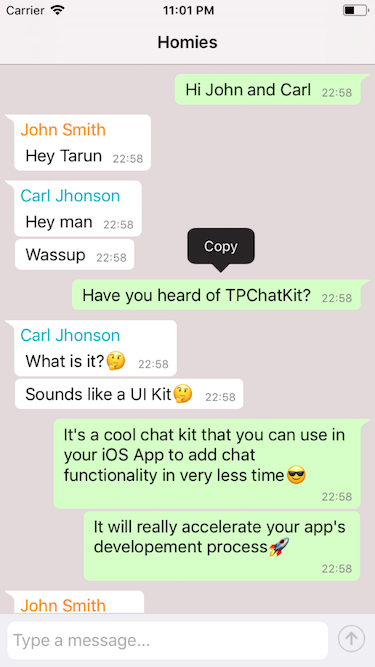 Carrier 11:01 PM
Homies
Hi John and Carl 22:58
John Smith
Hey Tarun 22:58
Carl Jhonson
Hey man 22:58
Wassup 22:58
Copy
Have you heard of TPChatKit? 22:58
Carl Jhonson
What is it?🤔 22:58
Sounds like a UI Kit🤔 22:58
It's a cool chat kit that you can use in
your iOS App to add chat
functionality in very less time😎
22:58
It will really accelerate your app's
developement process🚀
22:58
John Smith
Type a message...